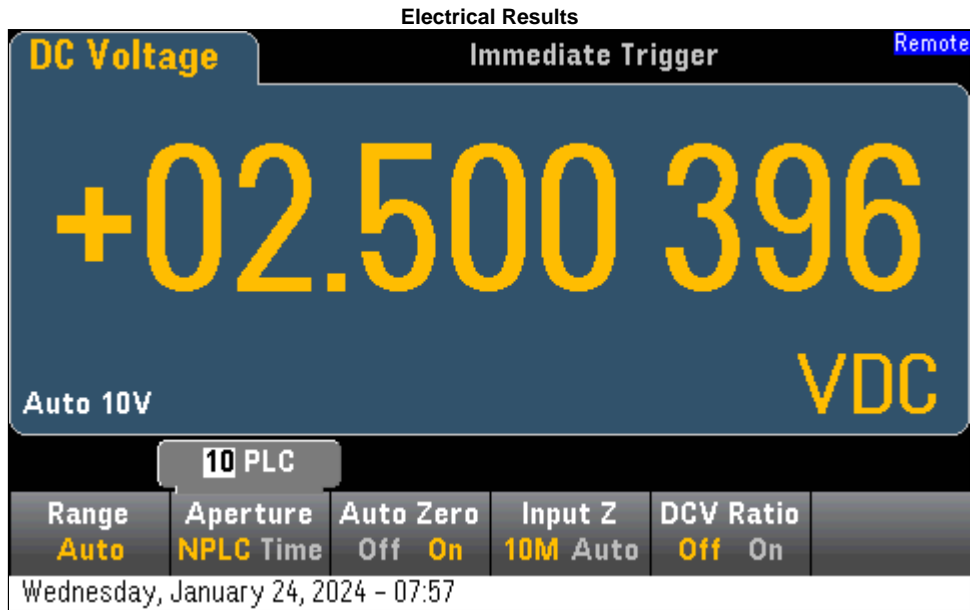 Electrical Results
DC Voltage Immediate Trigger Remote
+02.500 396
VDC
Auto 10V
10 PLC
Range Aperture Auto Zero Input Z DCV Ratio
Auto NPLC Time Off On 10M Auto Off On
Wednesday, January 24, 2024 – 07:57